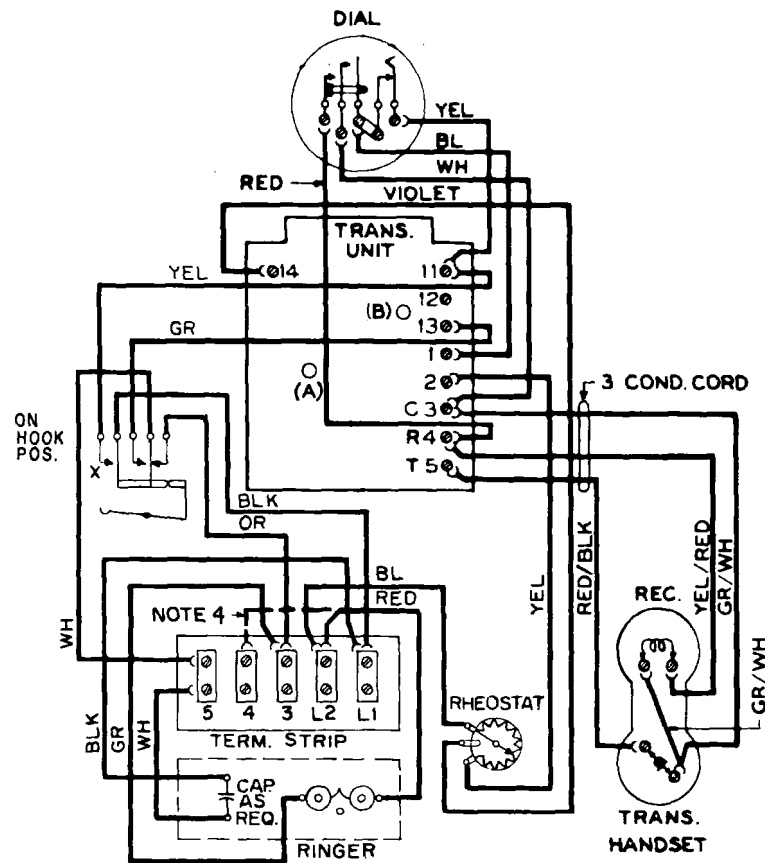 DIAL
YEL
BL
WH
RED
VIOLET
TRANS.
UNIT
YEL
14
11
12
(B)
13
GR
1
2
(A)
3 COND. CORD
C 3
ON
HOOK
POS.
R 4
X
T 5
BLK
OR
BL
RED
NOTE 4
WH
YEL
RED/BLK
YEL/RED
GR/WH
REC.
GR/WH
5 4 3 L2 L1
TERM. STRIP
RHEOSTAT
BLK
GR
WH
CAP.
AS
REQ.
RINGER
TRANS.
HANDSET